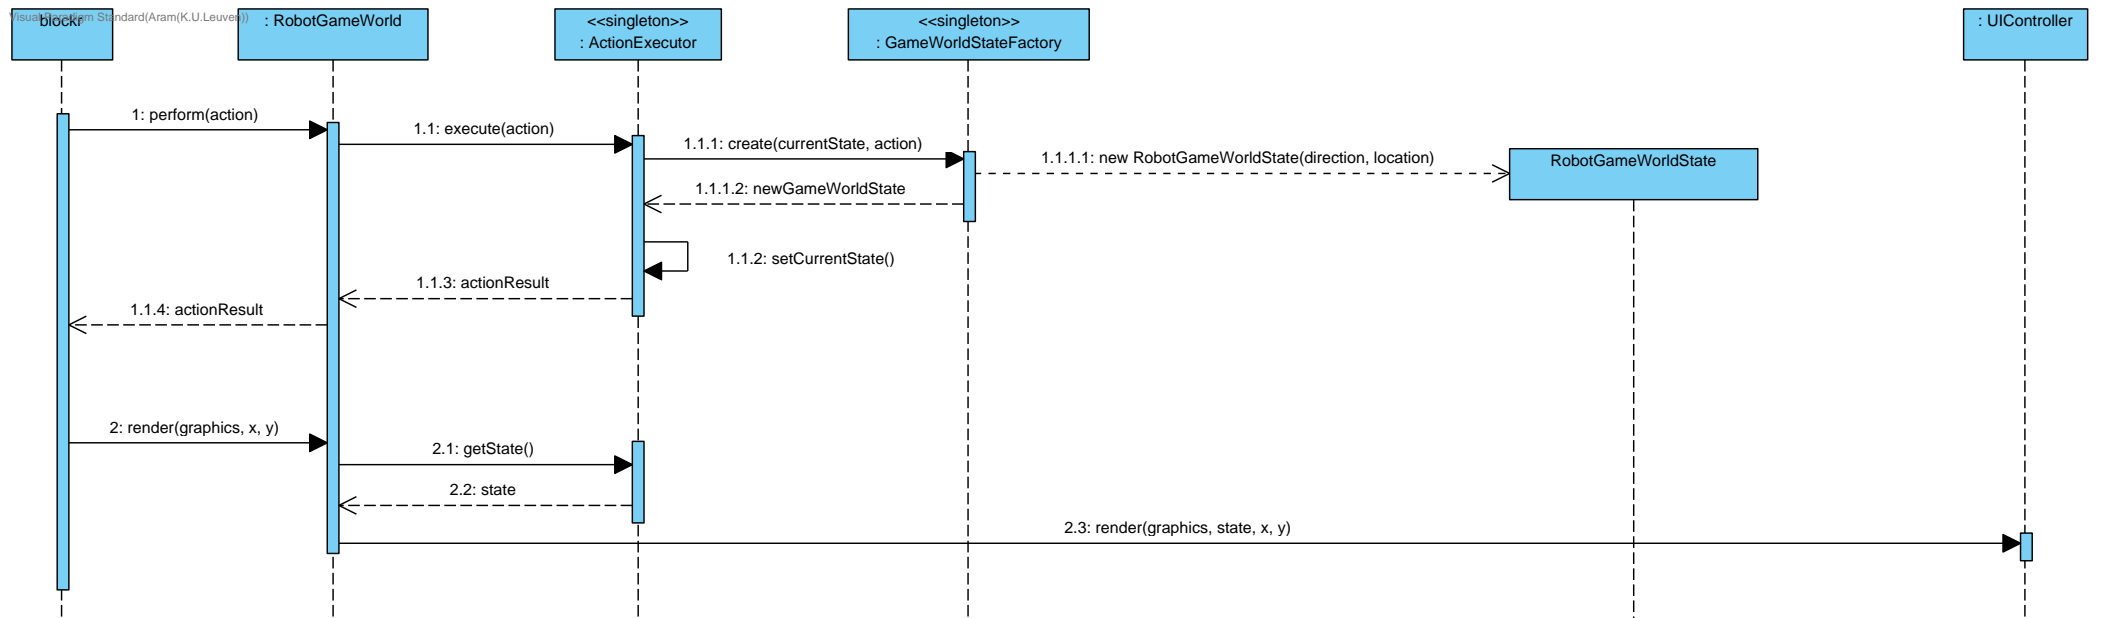 Visual Paradigm Standard(Aram(K.U.Leuven))
blockr
: RobotGameWorld
<<singleton>>
: ActionExecutor
<<singleton>>
: GameWorldStateFactory
: UIController
1: perform(action)
1.1: execute(action)
1.1.1: create(currentState, action)
1.1.1.1: new RobotGameWorldState(direction, location)
RobotGameWorldState
1.1.1.2: newGameWorldState
1.1.2: setCurrentState()
1.1.3: actionResult
1.1.4: actionResult
2: render(graphics, x, y)
2.1: getState()
2.2: state
2.3: render(graphics, state, x, y)